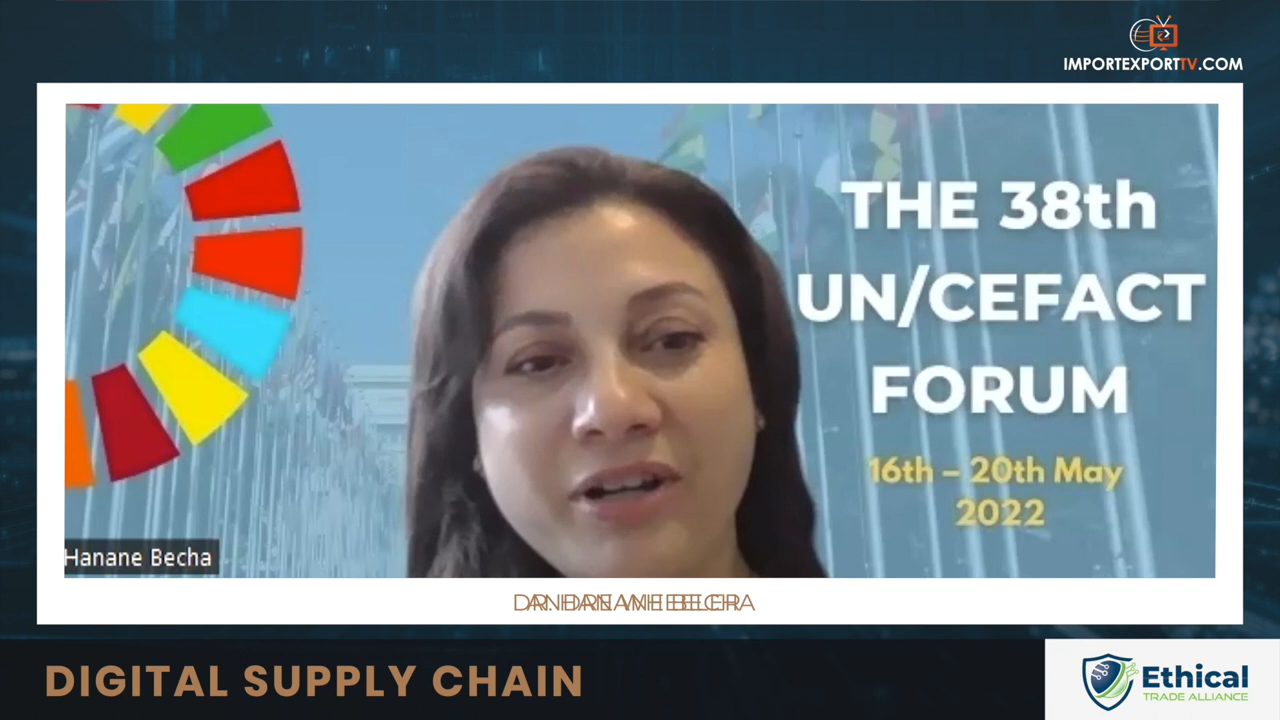 IMPORTEXPORTTV.COM
THE 38th
UN/CEFACT
FORUM
16th – 20th May
2022
Hanane Becha
DIGITAL SUPPLY CHAIN
Ethical
TRADE ALLIANCE